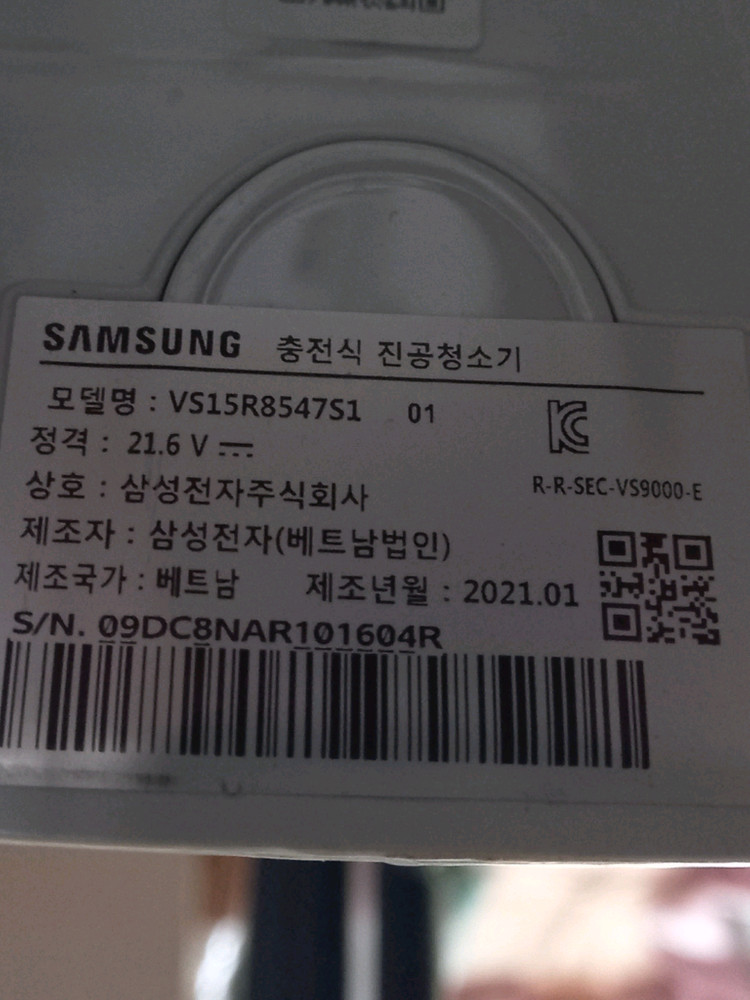 SAMSUNG 충전식 진공청소기
모델명 : VS15R8547S1 01
정격 : 21.6 V
R-R-SEC-VS9000-E
상호 : 삼성전자주식회사
제조자 : 삼성전자(베트남법인)
제조국가 : 베트남 제조년월 : 2021.01
S/N. 09DC8NAR101604R